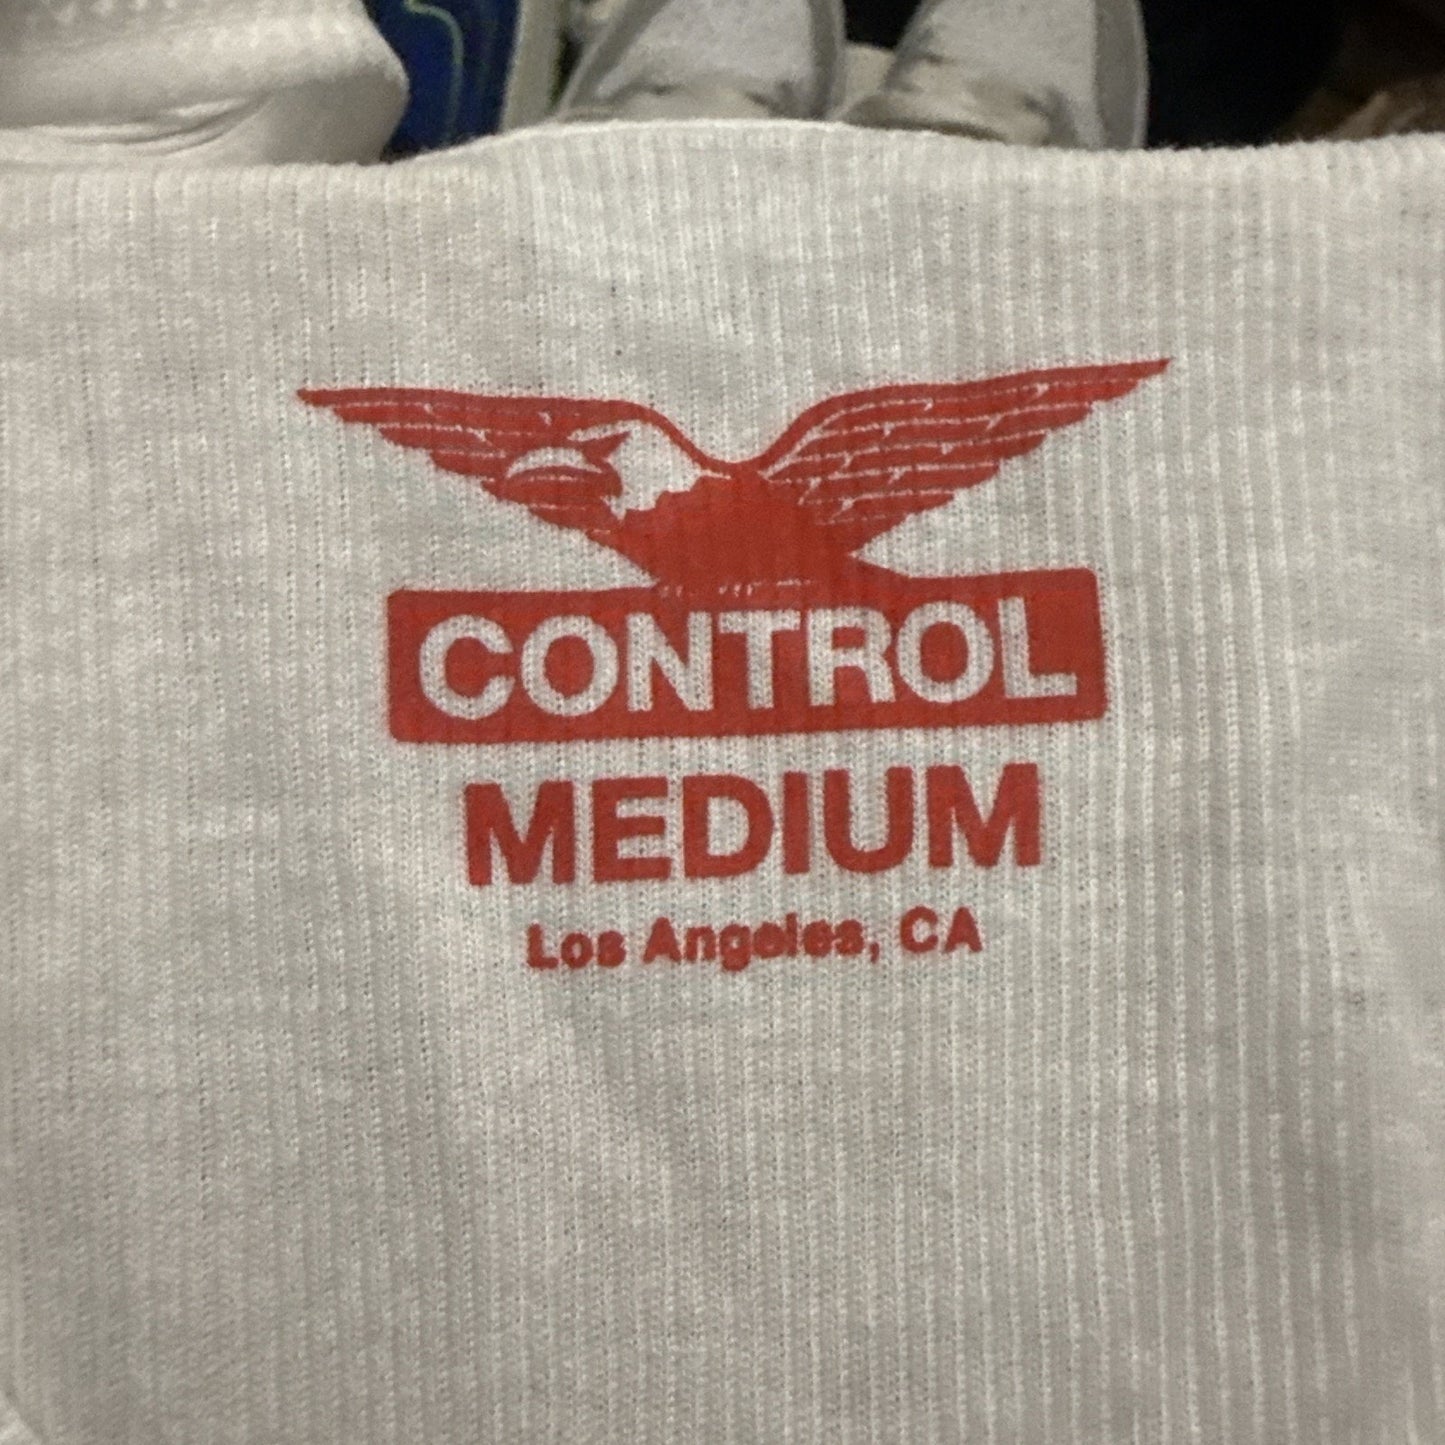 CONTROL
MEDIUM
Los Angeles, CA